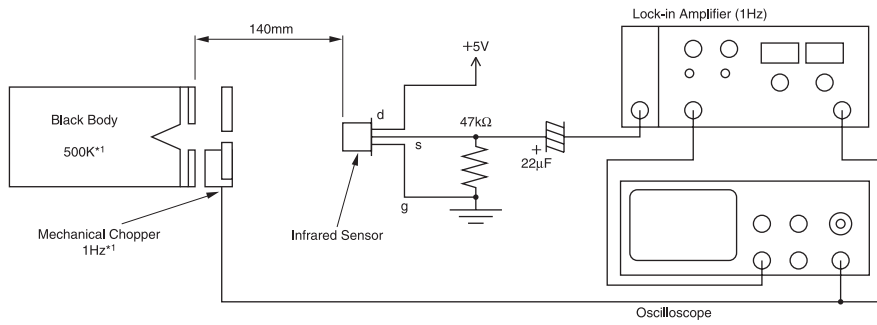 Lock-in Amplifier (1Hz)
140mm
+5V
Black Body
500K*1
d
47kΩ
s
+
22μF
g
Mechanical Chopper
1Hz*1
Infrared Sensor
Oscilloscope